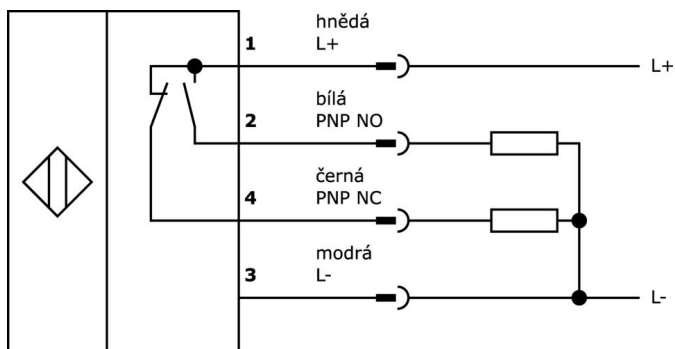 hnědá
1 L+
L+
bílá
2 PNP NO
černá
4 PNP NC
modrá
3 L-
L-